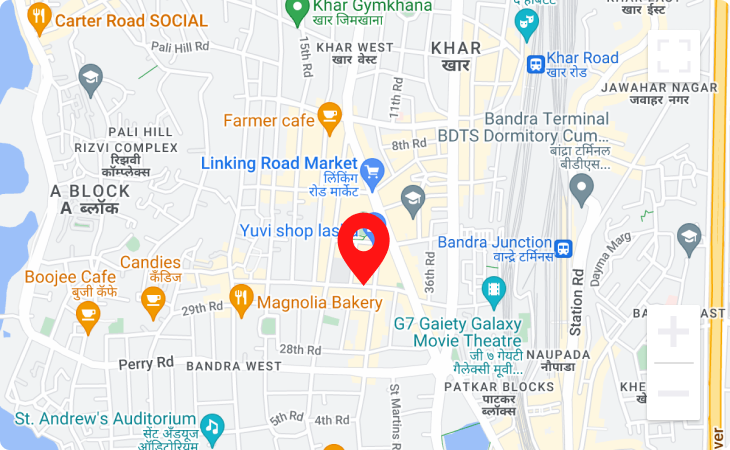 Khar Gymkhana
खार जिमखाना
Carter Road SOCIAL
Pali Hill Rd
15th Rd
KHAR WEST
खार वेस्ट
KHAR
खार
खार ईस्ट
Khar Road
खार रोड
11th Rd
JAWAHAR NAGAR
जवाहर नगर
Farmer cafe
8th Rd
Bandra Terminal
BDTS Dormitory Cum...
बांद्रा टर्मिनल
बीडीएस...
PALI HILL
RIZVI COMPLEX
रिझवी
कॉम्प्लेक्स
Linking Road Market
लिंकिंग
रोड मार्केट
A BLOCK
A ब्लॉक
Yuvi shop
Bandra Junction
वान्द्रे टर्मिनस
Dayma Marg
36th Rd
Station Rd
Candies
कँडिज
Boojee Cafe
बुजी कॅफे
29th Rd
Magnolia Bakery
G7 Gaiety Galaxy
Movie Theatre
जी ७ गेयटी
गॅलेक्सी मूवी...
28th Rd
Perry Rd
BANDRA WEST
NAUPADA
नौपाडा
PATKAR BLOCKS
पाटकर
ब्लॉक्स
St Martins R
St. Andrew's Auditorium
सेंट अँड्र्यूज
ऑडिटोरियम
5th Rd
4th Rd